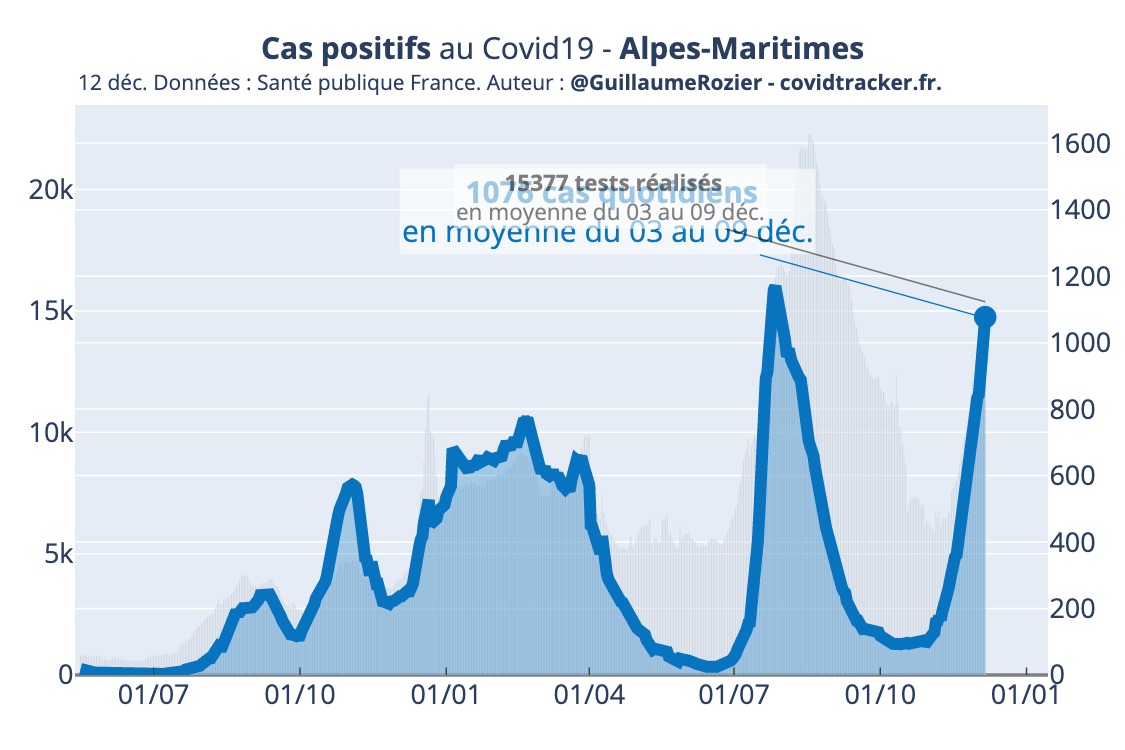 Cas positifs au Covid19 - Alpes-Maritimes
12 déc. Données : Santé publique France. Auteur : @GuillaumeRozier - covidtracker.fr.
1600
20k
15377 tests réalisés
1076 cas quotidiens
1400
en moyenne du 03 au 09 déc.
en moyenne du 03 au 09 déc.
1200
15k
1000
10k
800
600
5k
400
200
0
0
01/07 01/10 01/01 01/04 01/07 01/10 01/01